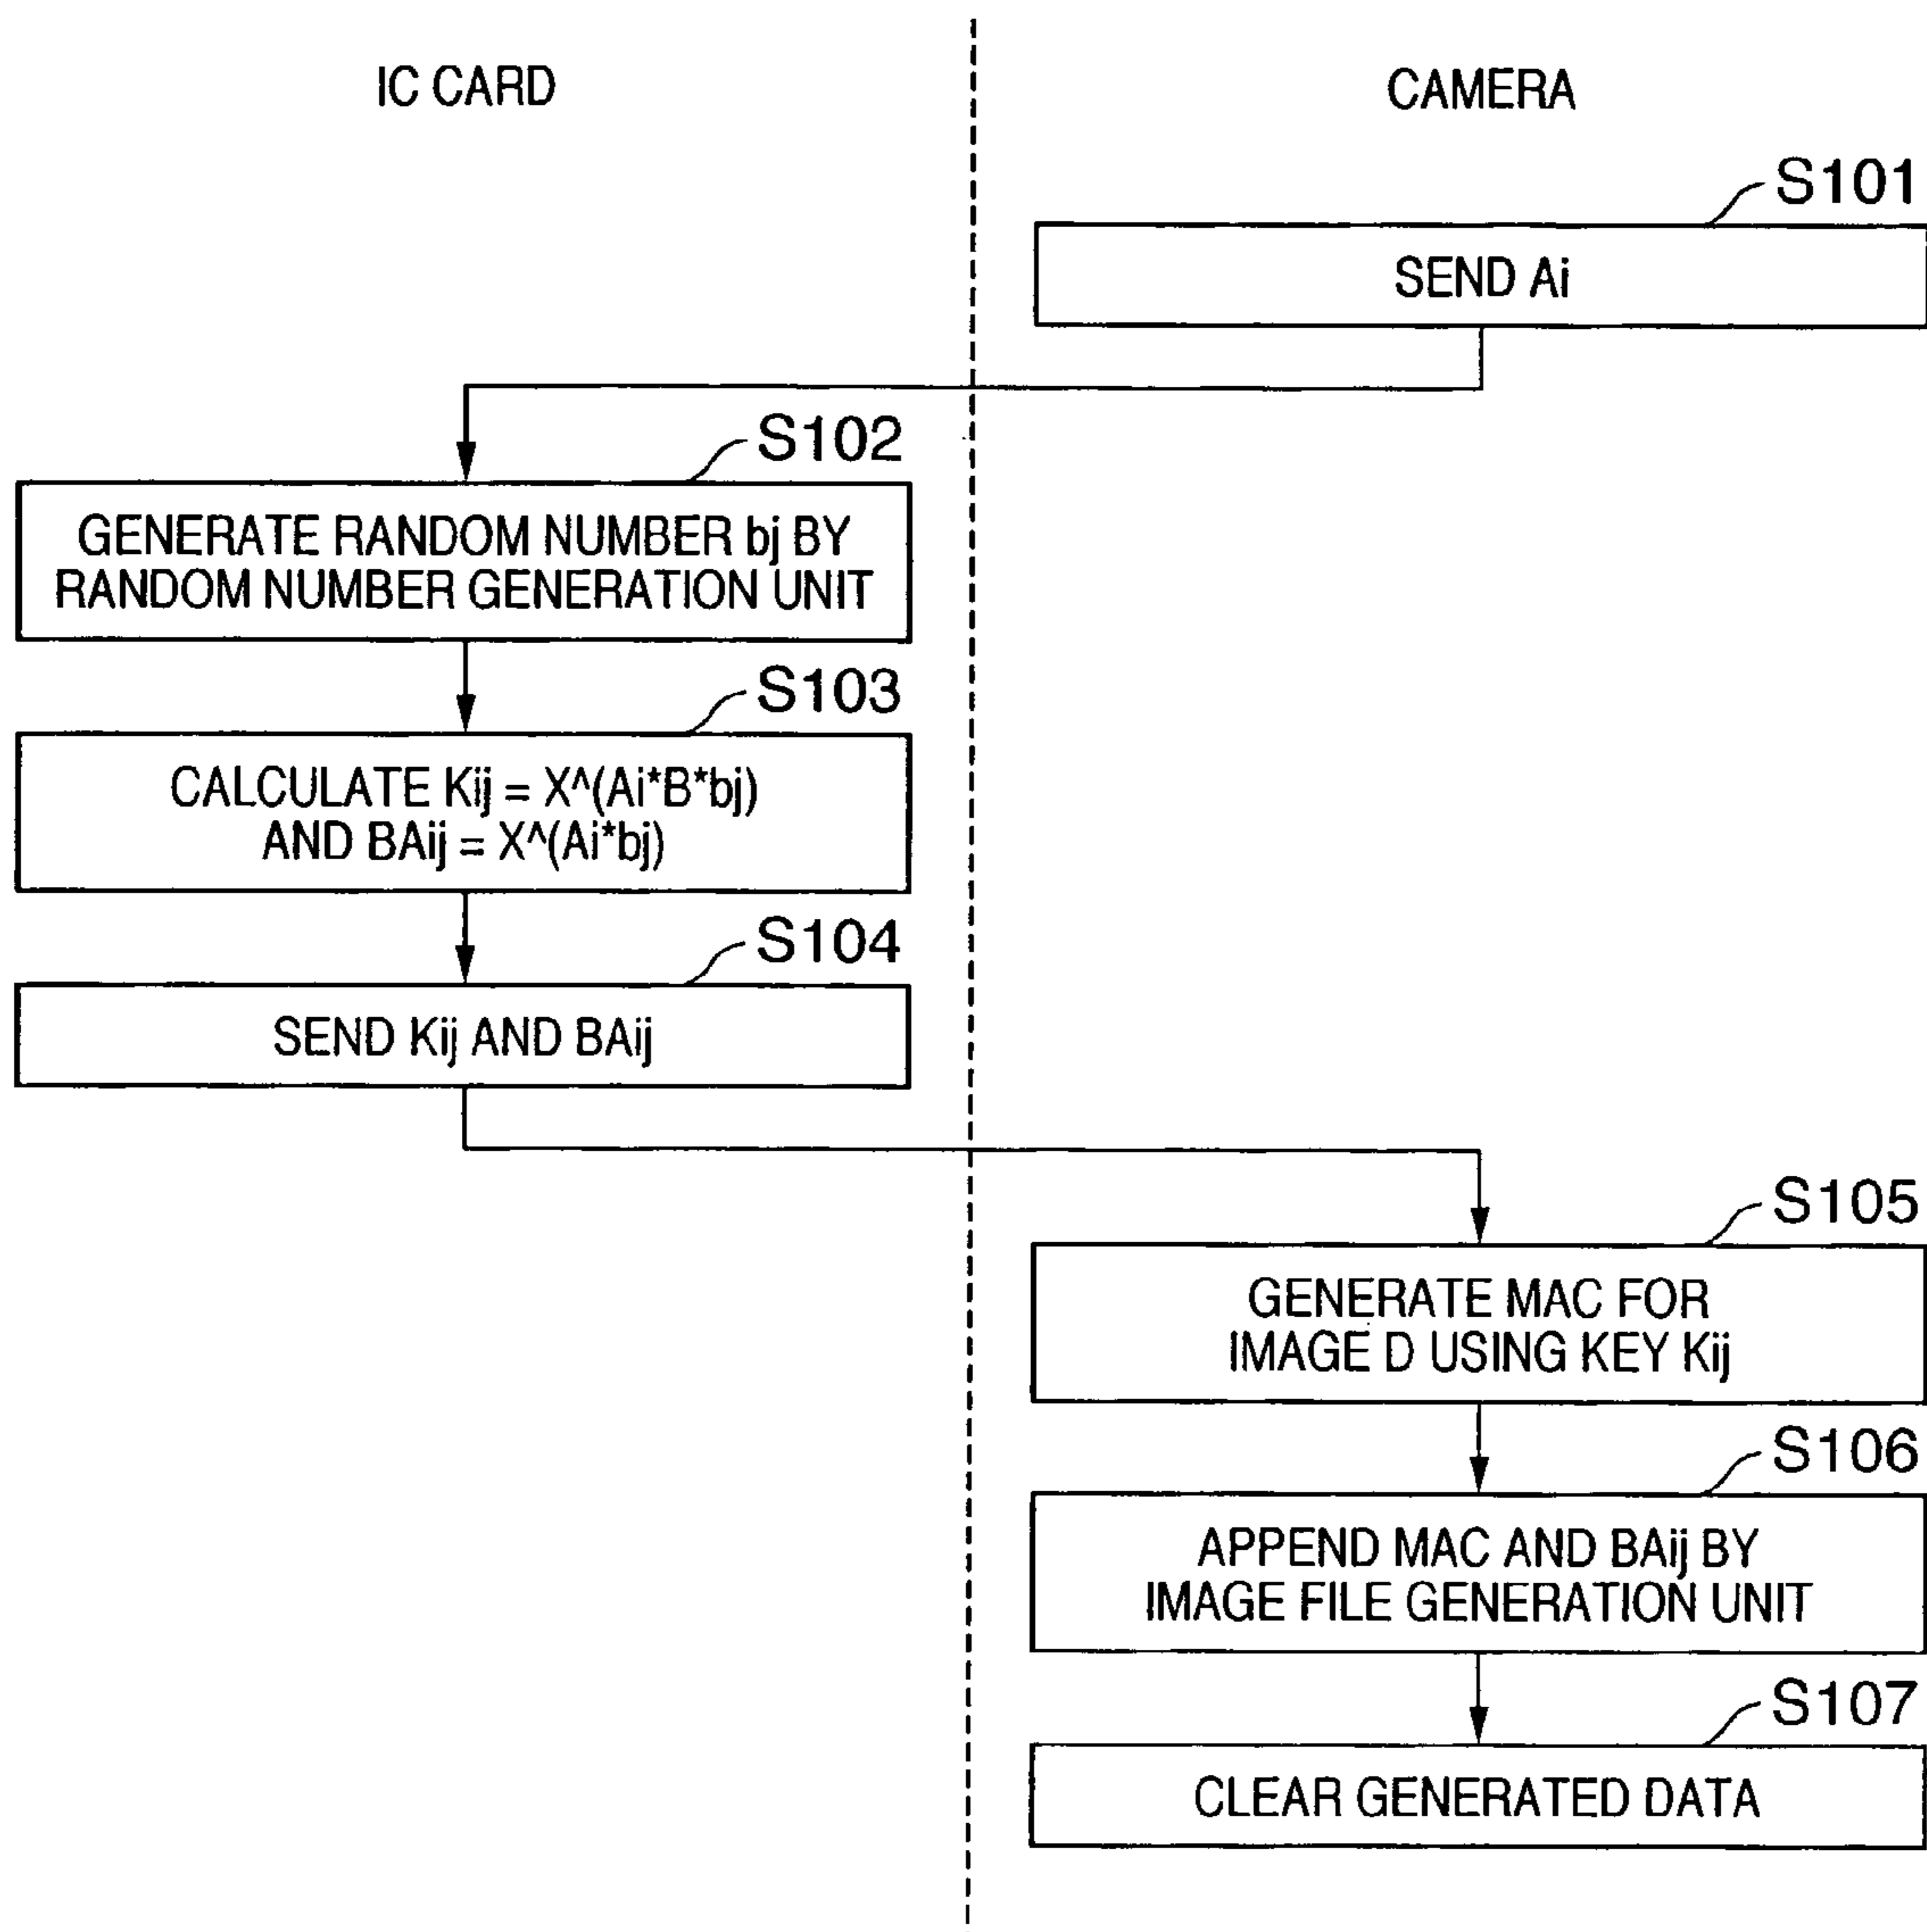 IC CARD
CAMERA
S101
SEND Ai
S102
GENERATE RANDOM NUMBER bj BY
RANDOM NUMBER GENERATION UNIT
S103
CALCULATE Kij = X^(Ai*B*bj)
AND BAij = X^(Ai*bj)
S104
SEND Kij AND BAij
S105
GENERATE MAC FOR
IMAGE D USING KEY Kij
S106
APPEND MAC AND BAij BY
IMAGE FILE GENERATION UNIT
S107
CLEAR GENERATED DATA